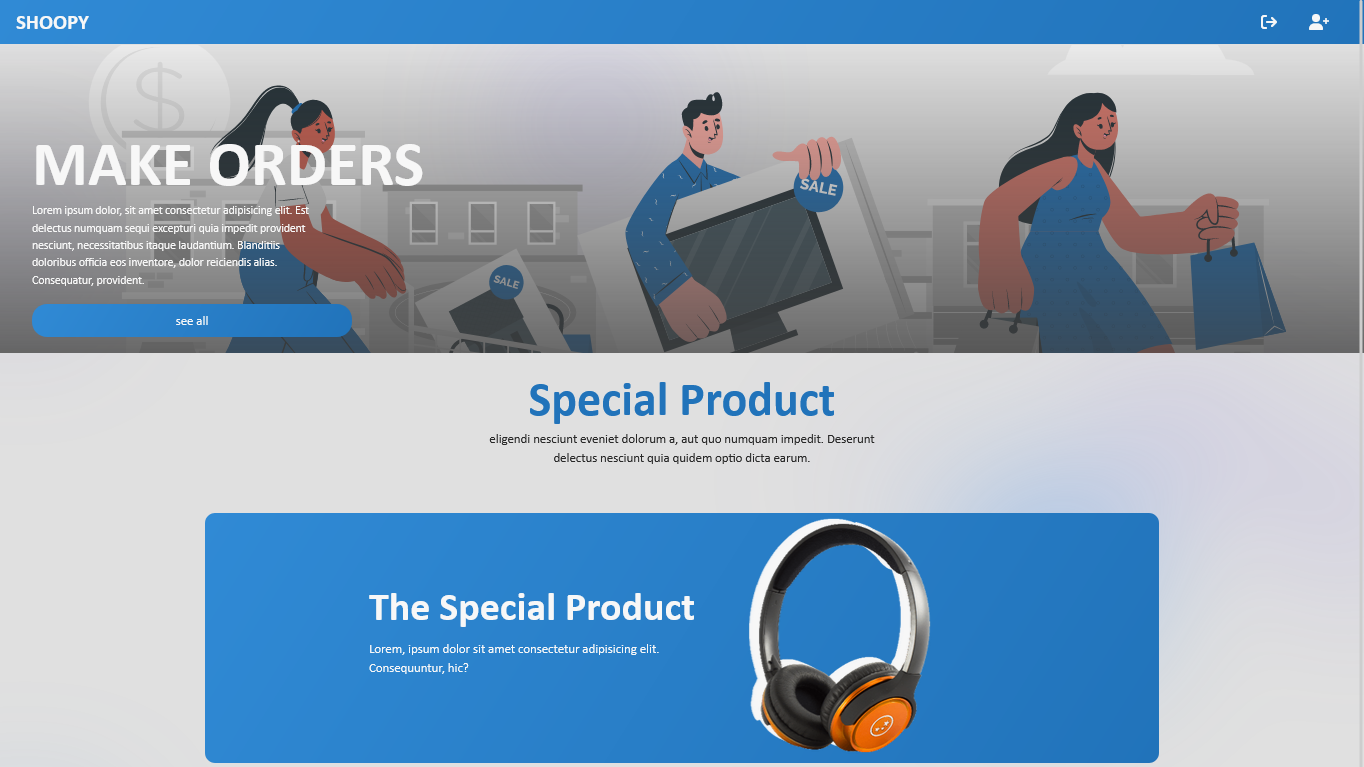 SHOOPY
MAKE ORDERS
Lorem ipsum dolor, sit amet consectetur adipisicing elit. Est
delectus numquam sequi excepturi quia impedit provident
nesciunt, necessitatibus itaque laudantium. Blanditiis
doloribus officia eos inventore, dolor reiciendis alias.
Consequatur, provident.
see all
SALE
SALE
Special Product
eligendi nesciunt eveniet dolorum a, aut quo numquam impedit. Deserunt
delectus nesciunt quia quidem optio dicta earum.
The Special Product
Lorem, ipsum dolor sit amet consectetur adipisicing elit.
Consequuntur, hic?